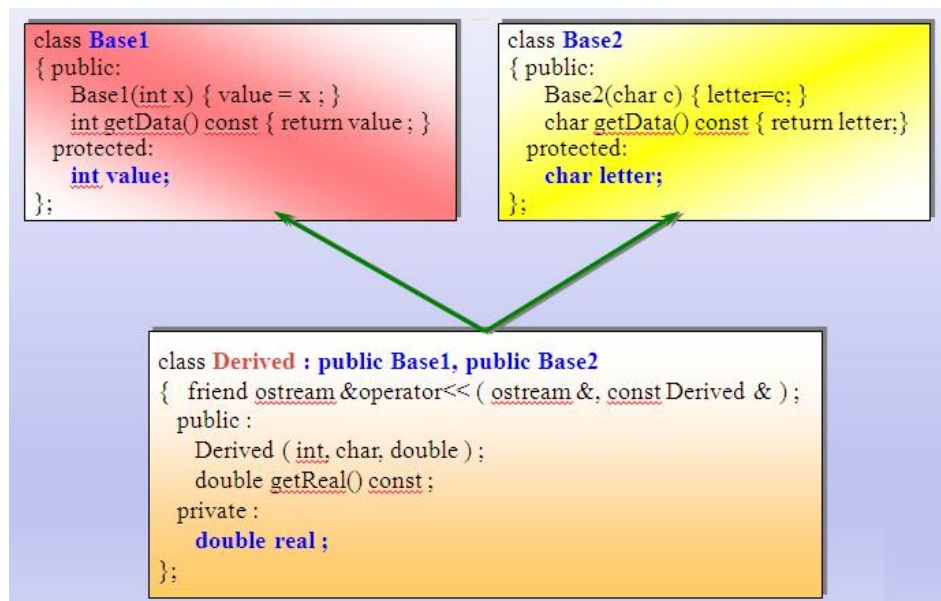 class Base1
{ public:
Base1(int x) { value = x ; }
int getData() const { return value ; }
protected:
int value;
};
class Base2
{ public:
Base2(char c) { letter=c; }
char getData() const { return letter;}
protected:
char letter;
};
class Derived : public Base1, public Base2
{ friend ostream &operator<< ( ostream &, const Derived & ) ;
public :
Derived ( int, char, double ) ;
double getReal() const ;
private :
double real ;
};